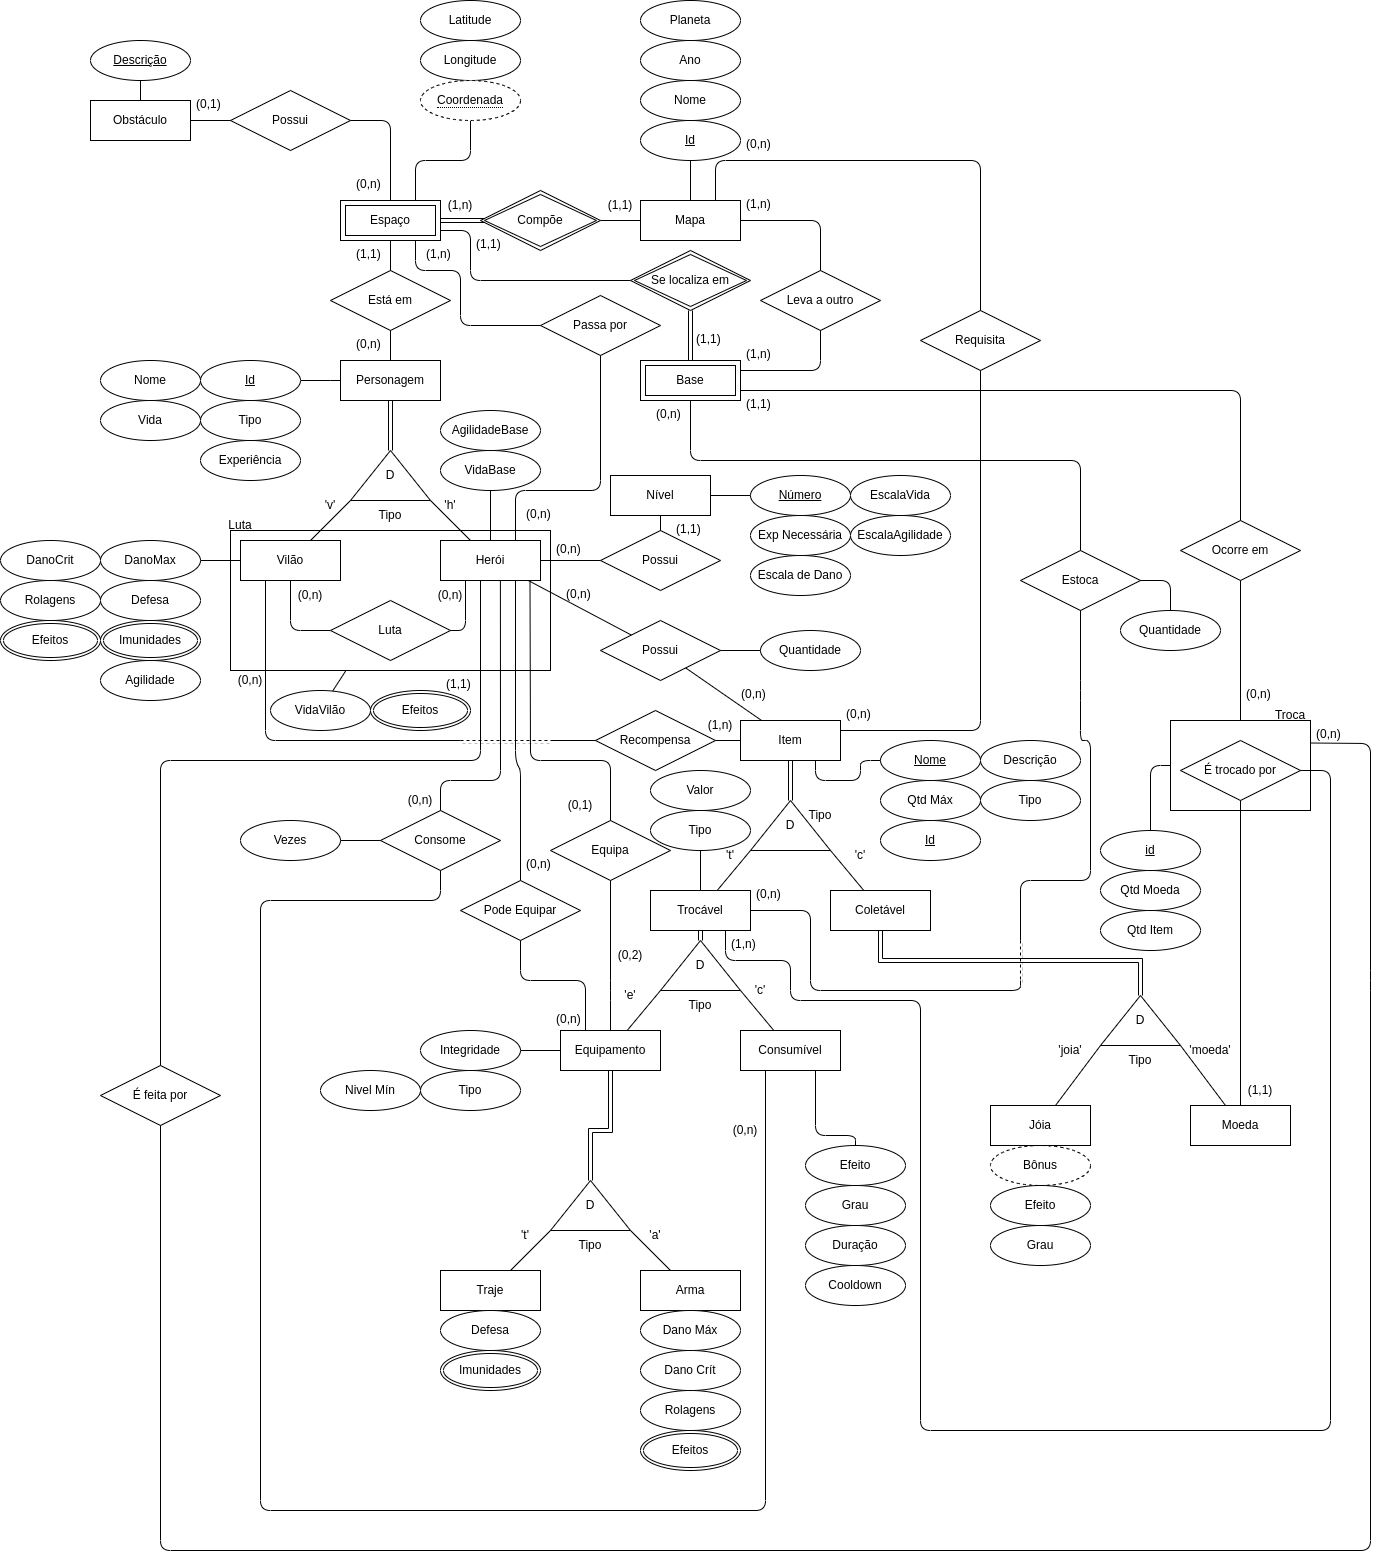 Latitude
Planeta
Descrição
Longitude
Ano
Coordenada
Nome
(0,1)
Obstáculo
Possui
Id
(0,n)
(0,n)
(1,n)
(1,1)
(1,n)
Espaço
Compõe
Mapa
(1,1)
(1,1)
(1,n)
Se localiza em
Está em
Leva a outro
Passa por
(1,1)
Requisita
(0,n)
(1,n)
Nome
Id
Personagem
Base
(1,1)
(0,n)
Vida
Tipo
AgilidadeBase
Experiência
VidaBase
D
Nível
Número
EscalaVida
'v'
'h'
Tipo
(0,n)
Luta
(1,1)
Exp Necessária
EscalaAgilidade
DanoCrit
DanoMax
Vilão
Herói
(0,n)
Possui
Ocorre em
Escala de Dano
Estoca
Rolagens
Defesa
(0,n)
(0,n)
(0,n)
Luta
Quantidade
Efeitos
Imunidades
Possui
Quantidade
Agilidade
(0,n)
(1,1)
(0,n)
(0,n)
VidaVilão
Efeitos
(1,n)
(0,n)
Troca
Recompensa
Item
(0,n)
Nome
Descrição
É trocado por
Valor
(0,n)
(0,1)
Qtd Máx
Tipo
Tipo
Tipo
D
Vezes
Consome
Equipa
Id
't'
'c'
id
(0,n)
Qtd Moeda
(0,n)
Pode Equipar
Trocável
Coletável
Qtd Item
(1,n)
(0,2)
D
'e'
'c'
Tipo
(0,n)
D
Integridade
Equipamento
Consumível
'joia'
'moeda'
Tipo
Nivel Mín
Tipo
É feita por
(1,1)
(0,n)
Jóia
Moeda
Efeito
Bônus
D
Grau
Efeito
't'
'a'
Tipo
Duração
Grau
Traje
Arma
Cooldown
Defesa
Dano Máx
Imunidades
Dano Crít
Rolagens
Efeitos